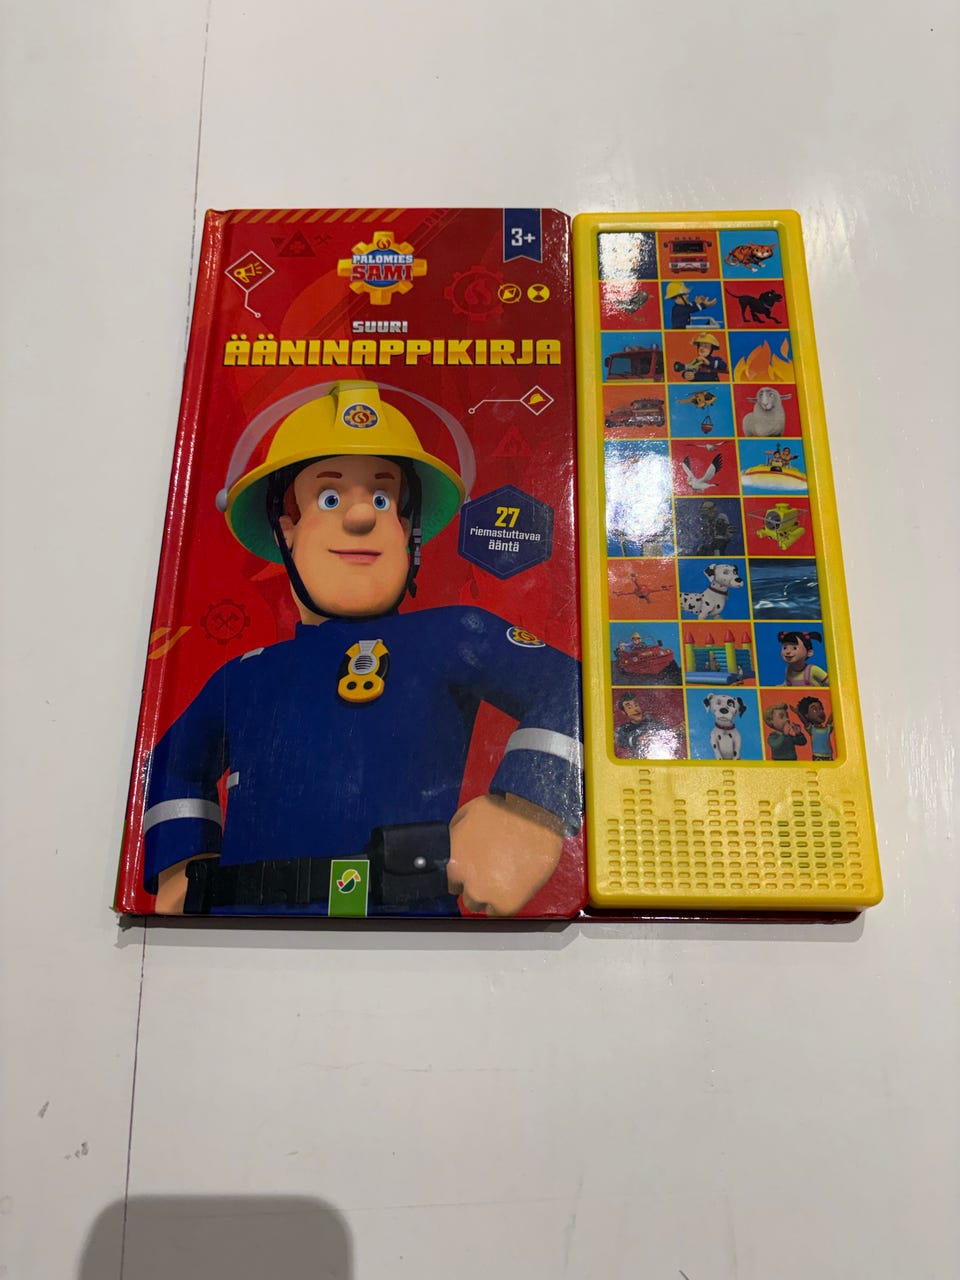 3+
PALOMIES
SAMI
SUURI
ÄÄNINAPPIKIRJA
27
riemastuttavaa
ääntä